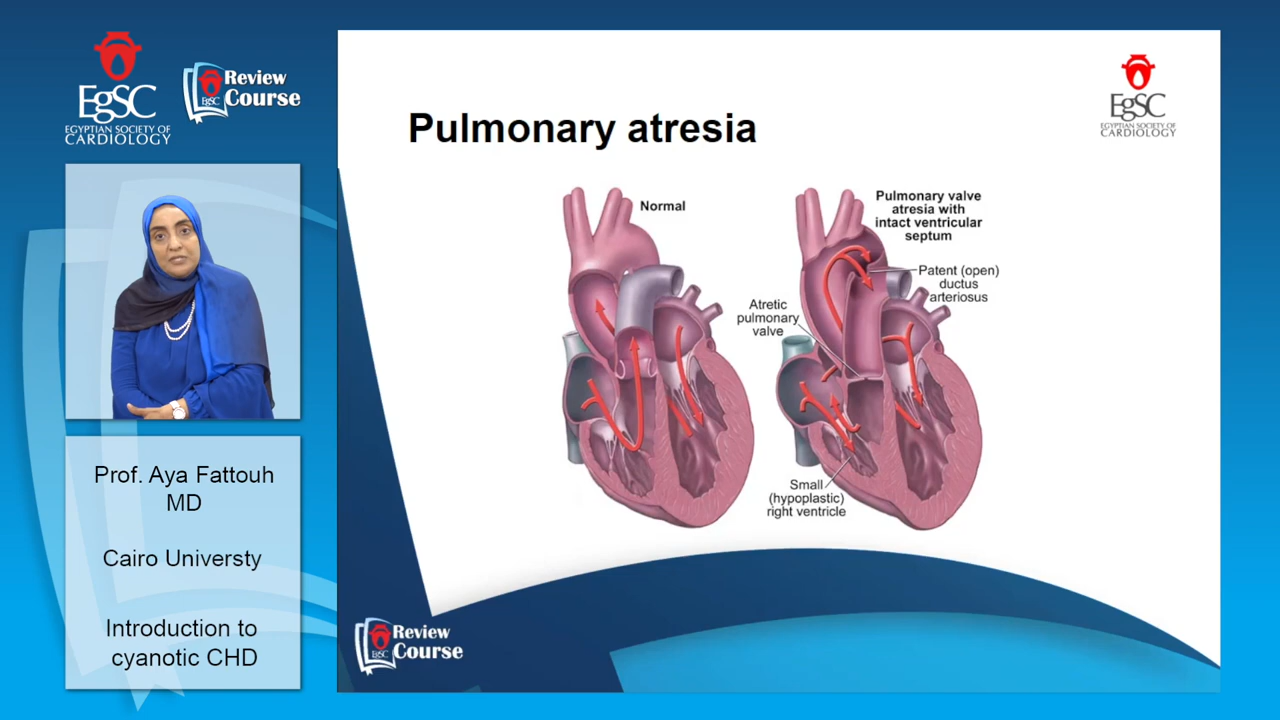 EgSC
EGYPTIAN SOCIETY OF
CARDIOLOGY
EgSC
Review
Course
Prof. Aya Fattouh
MD
Cairo Universty
Introduction to
cyanotic CHD
EgSC
EGYPTIAN SOCIETY OF
CARDIOLOGY
Pulmonary atresia
Normal
Pulmonary valve
atresia with
intact ventricular
septum
Patent (open)
ductus
arteriosus
Atretic
pulmonary
valve
Small
(hypoplastic)
right ventricle
EgSC
Review
Course